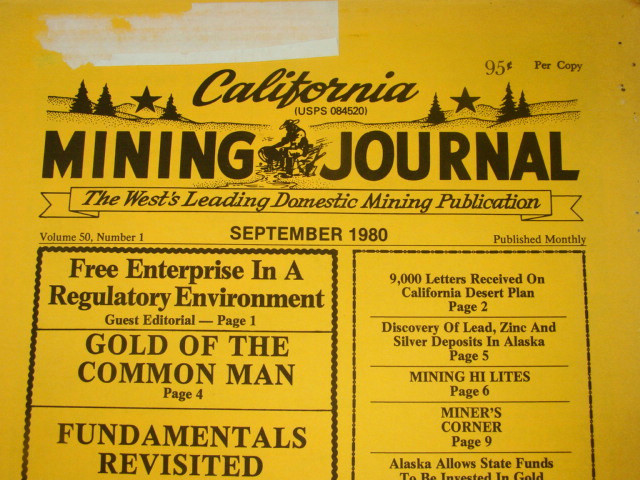 95¢ Per Copy
California
(USPS 084520)
MINING JOURNAL
The West's Leading Domestic Mining Publication
Volume 50, Number 1 SEPTEMBER 1980 Published Monthly
Free Enterprise In A
Regulatory Environment
Guest Editorial — Page 1
GOLD OF THE
COMMON MAN
Page 4
FUNDAMENTALS
REVISITED
9,000 Letters Received On
California Desert Plan
Page 2
Discovery Of Lead, Zinc And
Silver Deposits In Alaska
Page 5
MINING HI LITES
Page 6
MINER'S
CORNER
Page 9
Alaska Allows State Funds
To Be Invested In Gold